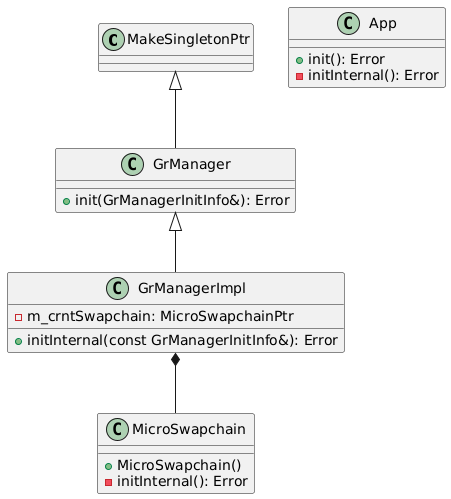 C MakeSingletonPtr
C App
init(): Error
initInternal(): Error
C GrManager
init(GrManagerInitInfo&): Error
C GrManagerImpl
m_crntSwapchain: MicroSwapchainPtr
initInternal(const GrManagerInitInfo&): Error
C MicroSwapchain
MicroSwapchain()
initInternal(): Error